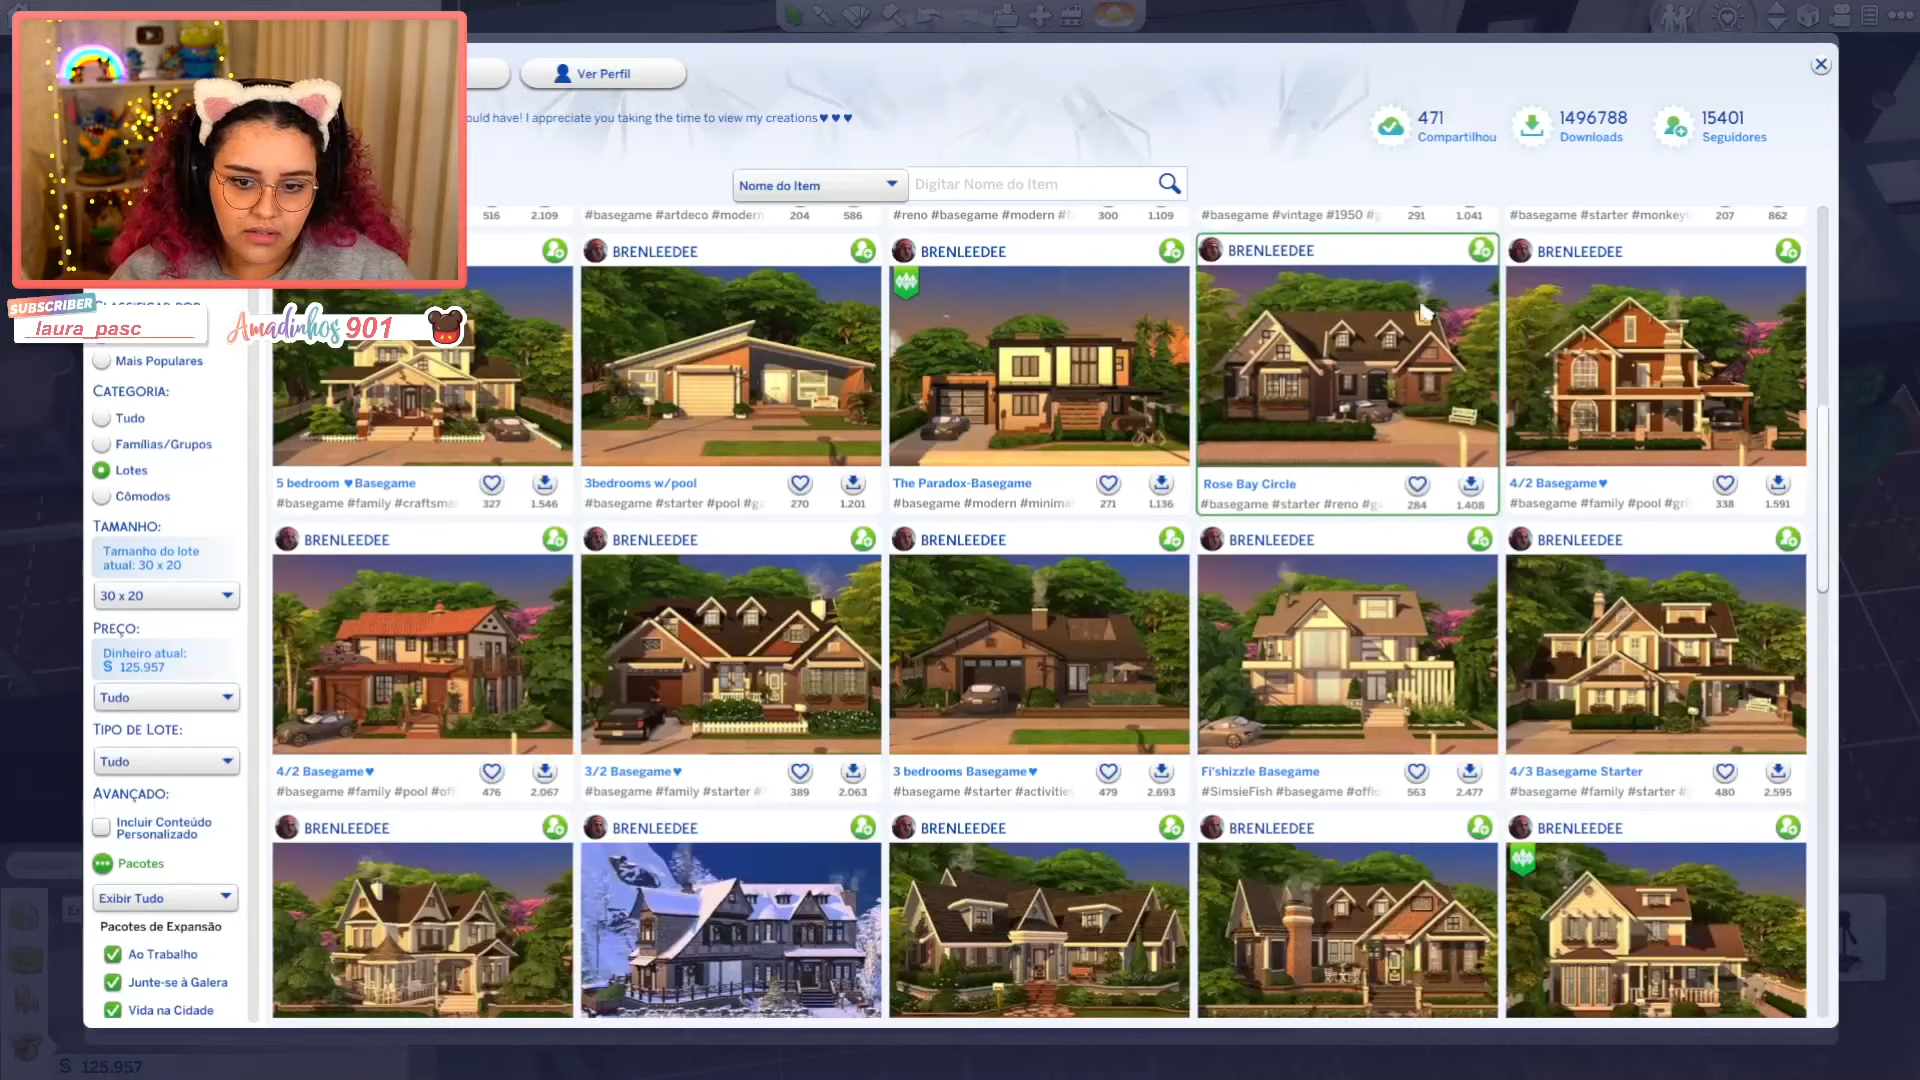 Ver Perfil
ould have! I appreciate you taking the time to view my creations♥♥♥
471
Compartilhou
1496788
Downloads
15401
Seguidores
Nome do Item
Digitar Nome do Item
516 2.109
#basegame #artdeco #modern 204 586
#reno #basegame #modern #f 300 1.109
#basegame #vintage #1950 #g 291 1.041
#basegame #starter #monkey 207 862
SUBSCRIBER
laura_pasc
Amadinhos 901
Mais Populares
CATEGORIA:
Tudo
Famílias/Grupos
Lotes
Cômodos
TAMANHO:
Tamanho do lote
atual: 30 x 20
30 x 20
PREÇO:
Dinheiro atual:
§ 125.957
Tudo
TIPO DE LOTE:
Tudo
AVANÇADO:
Incluir Conteúdo
Personalizado
Pacotes
Exibir Tudo
Pacotes de Expansão
Ao Trabalho
Junte-se à Galera
Vida na Cidade
BRENLEEDEE
BRENLEEDEE
BRENLEEDEE
BRENLEEDEE
5 bedroom ♥Basegame
#basegame #family #craftsma 327 1.546
3bedrooms w/pool
#basegame #starter #pool #ga 270 1.201
The Paradox-Basegame
#basegame #modern #minima 271 1.136
Rose Bay Circle
#basegame #starter #reno #ga 284 1.408
4/2 Basegame♥
#basegame #family #pool #gri 338 1.591
BRENLEEDEE
BRENLEEDEE
BRENLEEDEE
BRENLEEDEE
BRENLEEDEE
4/2 Basegame♥
#basegame #family #pool #off 476 2.067
3/2 Basegame♥
#basegame #family #starter # 389 2.063
3 bedrooms Basegame♥
#basegame #starter #activitie 479 2.693
Fi'shizzle Basegame
#SimsieFish #basegame #offic 563 2.477
4/3 Basegame Starter
#basegame #family #starter # 480 2.595
BRENLEEDEE
BRENLEEDEE
BRENLEEDEE
BRENLEEDEE
BRENLEEDEE
§ 125.957